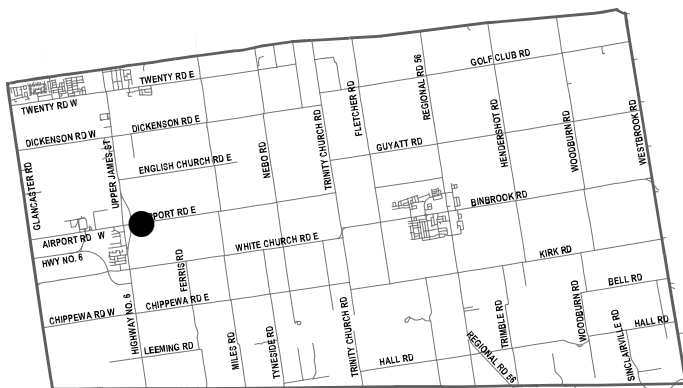 GOLF CLUB RD
TWENTY RD E
TWENTY RD W
REGIONAL RD 56
FLETCHER RD
DICKENSON RD E
DICKENSON RD W
GUYATT RD
HENDERSHOT RD
WOODBURN RD
WESTBROOK RD
TRINITY CHURCH RD
NEBO RD
ENGLISH CHURCH RD E
UPPER JAMES ST
GLANCASTER RD
BINBROOK RD
PORT RD E
AIRPORT RD W
WHITE CHURCH RD E
HWY NO. 6
KIRK RD
FERRIS RD
BELL RD
CHIPPEWA RD E
CHIPPEWA RD W
HIGHWAY NO. 6
TRINITY CHURCH RD
TRIMBLE RD
WOODBURN RD
HALL RD
SINCLAIRVILLE RD
LEEMING RD
MILES RD
TYNESIDE RD
HALL RD
REGIONAL RD 56